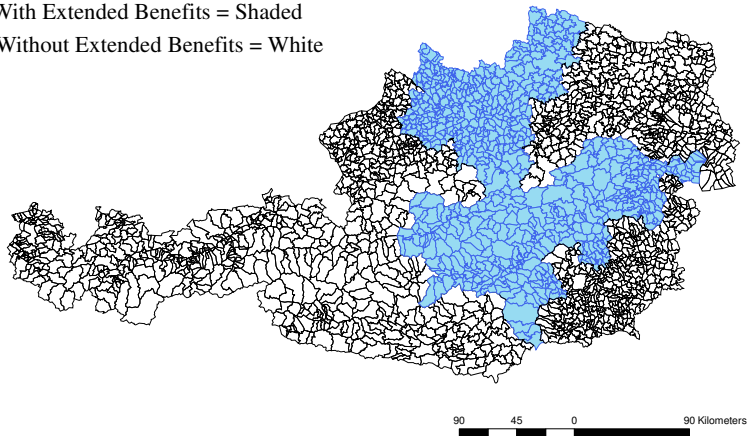 With Extended Benefits = Shaded
Without Extended Benefits = White
90 45 0 90 Kilometers